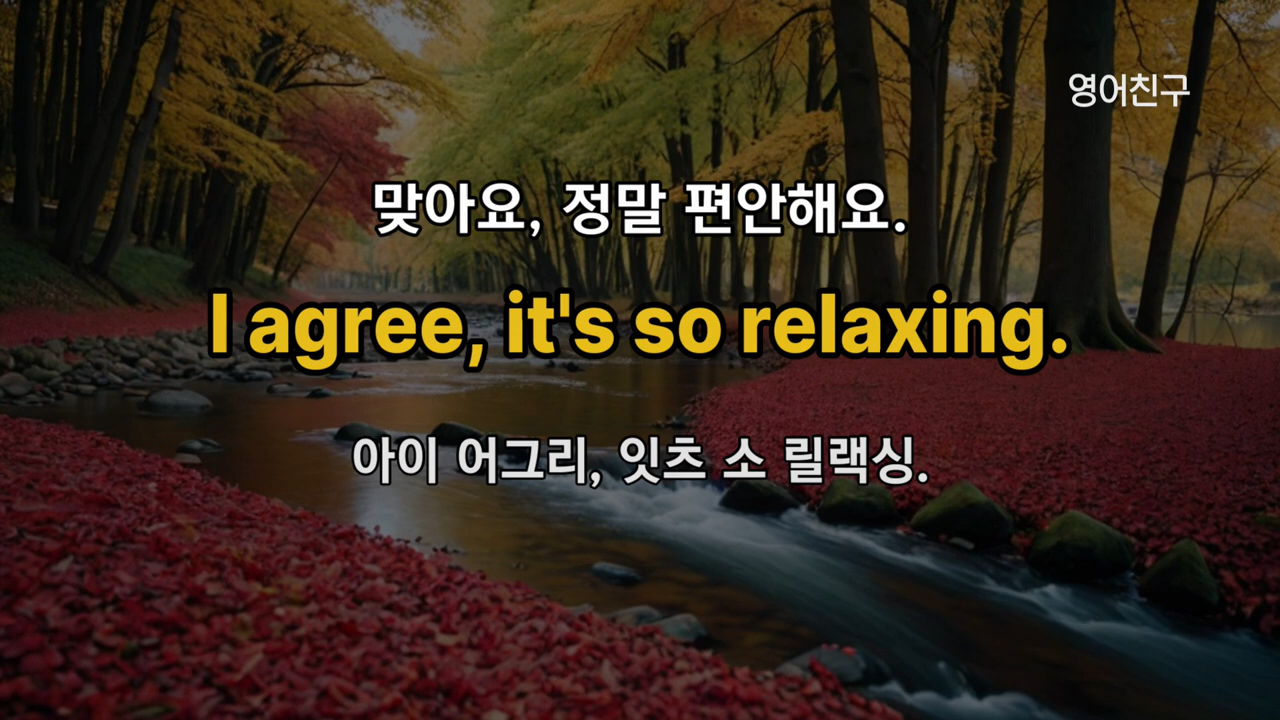 영어친구
맞아요, 정말 편안해요.
I agree, it's so relaxing.
아이 어그리, 잇츠 소 릴랙싱.